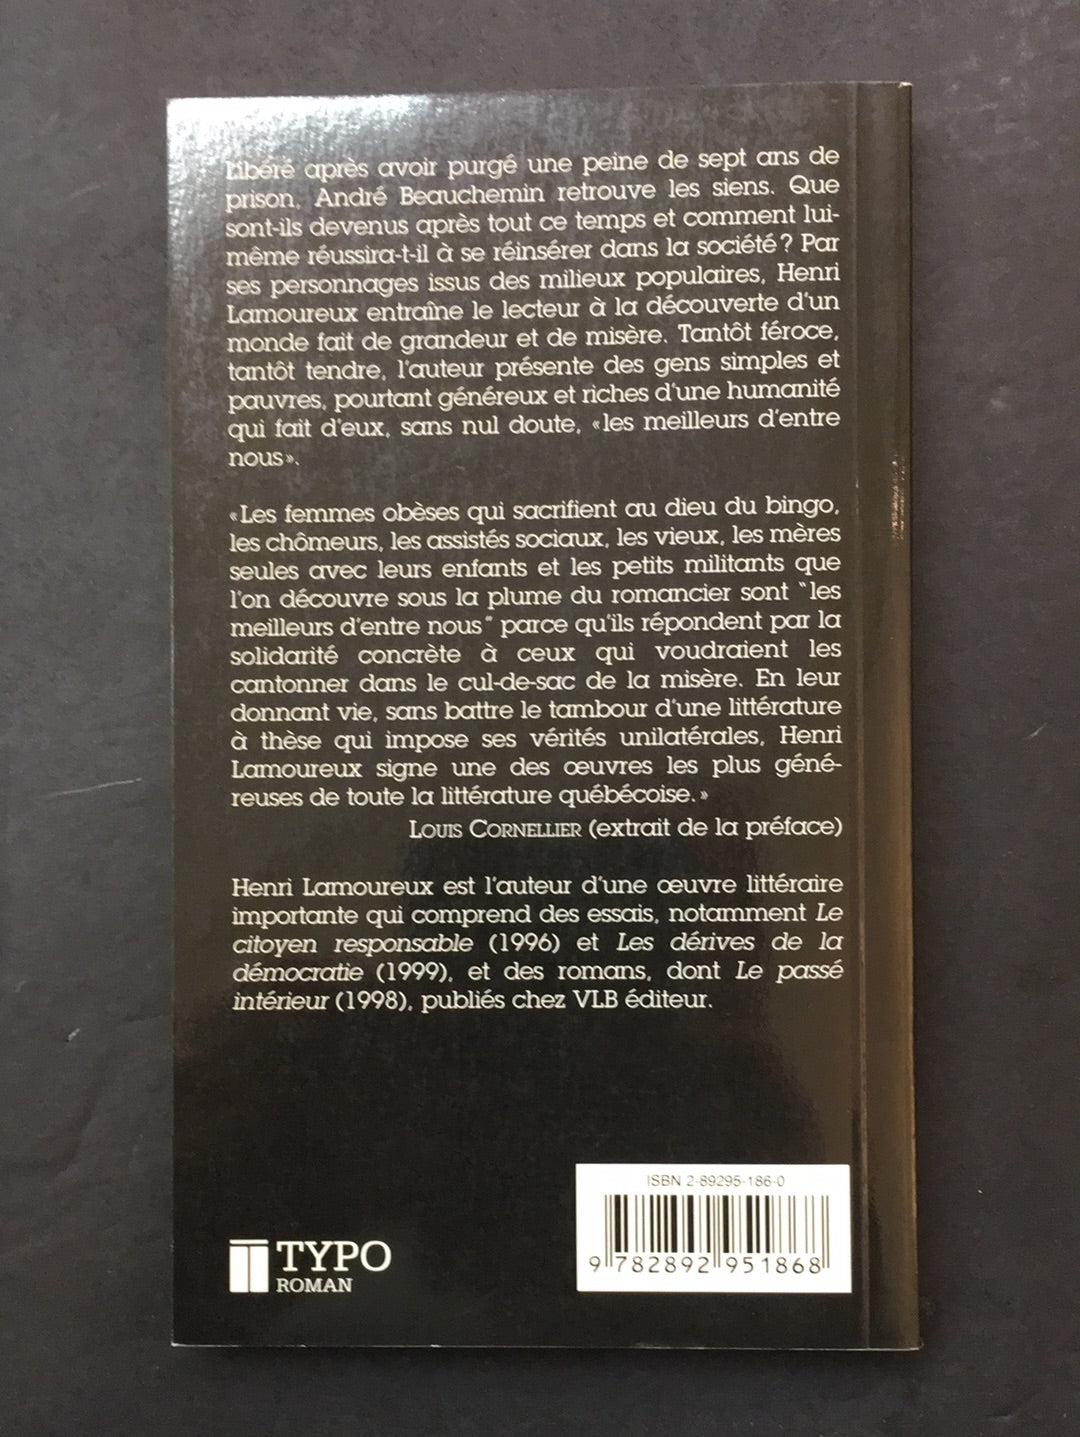 Libéré après avoir purgé une peine de sept ans de
prison, André Beauchemin retrouve les siens. Que
sont-ils devenus après tout ce temps et comment lui-
même réussira-t-il à se réinsérer dans la société? Par
ses personnages issus des milieux populaires, Henri
Lamoureux entraîne le lecteur à la découverte d'un
monde fait de grandeur et de misère. Tantôt féroce,
tantôt tendre, l'auteur présente des gens simples et
pauvres, pourtant généreux et riches d'une humanité
qui fait d'eux, sans nul doute, «les meilleurs d'entre
nous».
«Les femmes obèses qui sacrifient au dieu du bingo,
les chômeurs, les assistés sociaux, les vieux, les mères
seules avec leurs enfants et les petits militants que
l'on découvre sous la plume du romancier sont "les
meilleurs d'entre nous" parce qu'ils répondent par la
solidarité concrète à ceux qui voudraient les
cantonner dans le cul-de-sac de la misère. En leur
donnant vie, sans battre le tambour d'une littérature
à thèse qui impose ses vérités unilatérales, Henri
Lamoureux signe une des œuvres les plus géné-
reuses de toute la littérature québécoise.»
LOUIS CORNELLIER (extrait de la préface)
Henri Lamoureux est l'auteur d'une œuvre littéraire
importante qui comprend des essais, notamment Le
citoyen responsable (1996) et Les dérives de la
démocratie (1999), et des romans, dont Le passé
intérieur (1998), publiés chez VLB éditeur.
ISBN 2-89295-186-0
9 782892 951868
TYPO
ROMAN